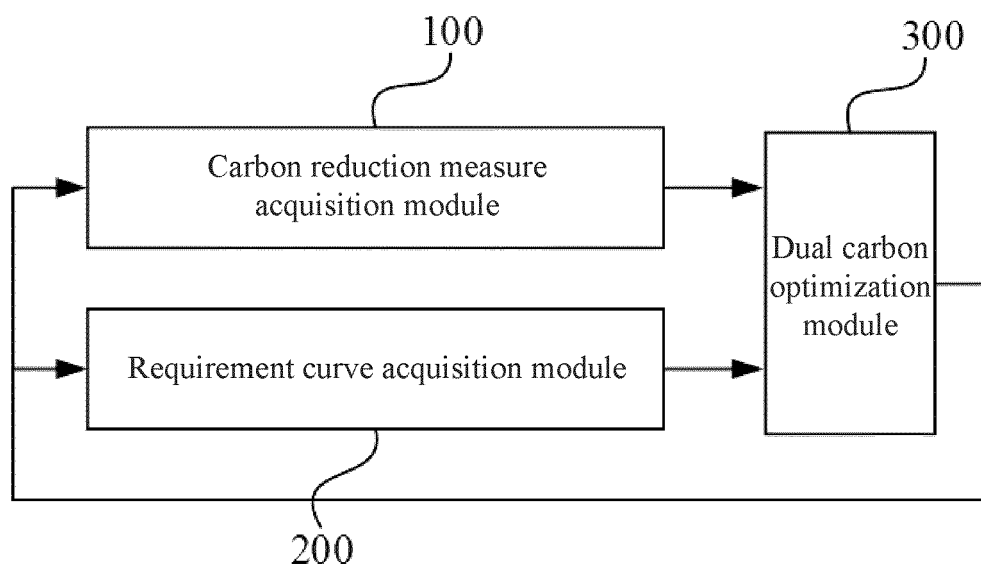 100
300
Carbon reduction measure
acquisition module
Dual carbon
optimization
module
Requirement curve acquisition module
200